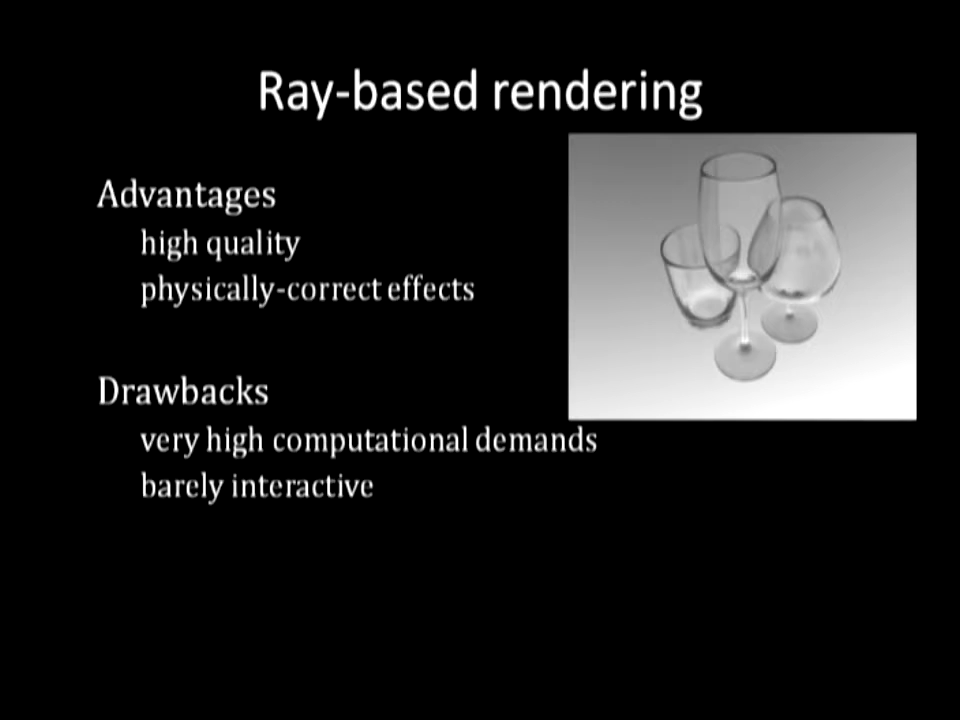 Ray-based rendering
Advantages
high quality
physically-correct effects
Drawbacks
very high computational demands
barely interactive